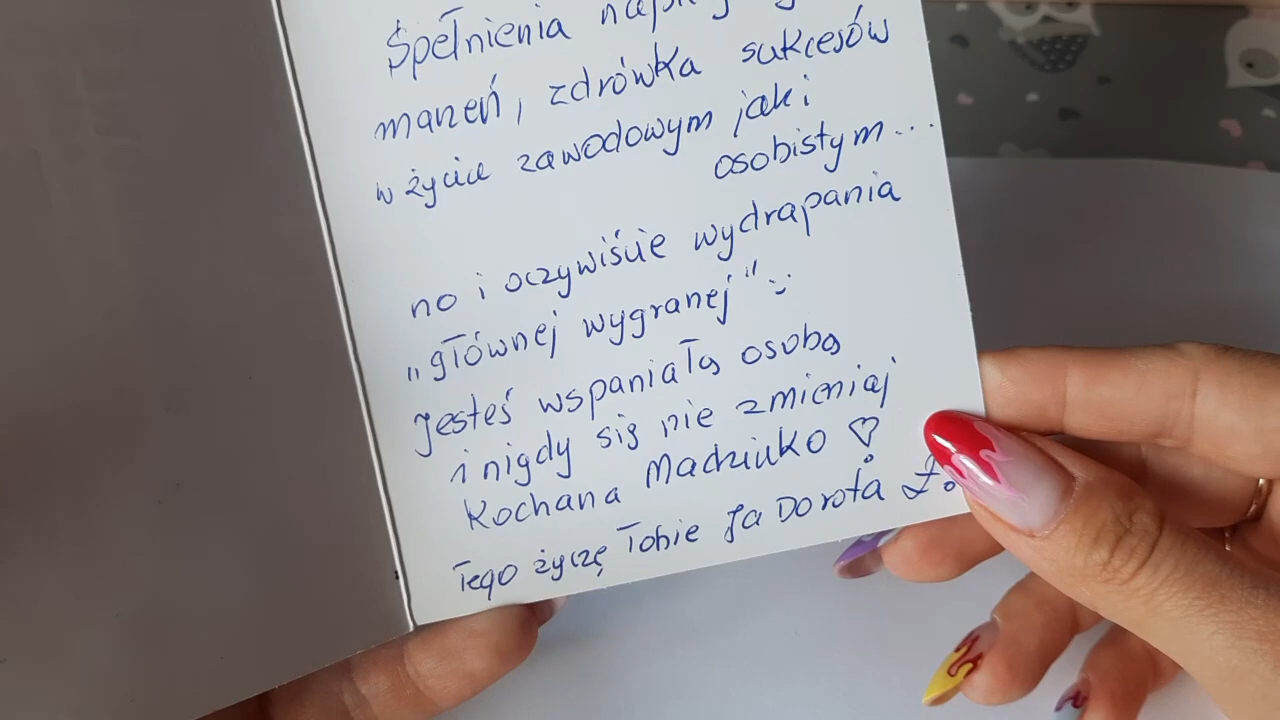 Spełnienia
marzeń, zdrówka sukcesów
w życiu zawodowym jak i
osobistym...
no i oczywiście wydrapania
„głównej wygranej" :)
Jesteś wspaniałą osobą
i nigdy się nie zmieniaj
Kochana Madziulko ♡
Tego życzę Tobie Ja Dorota Z.